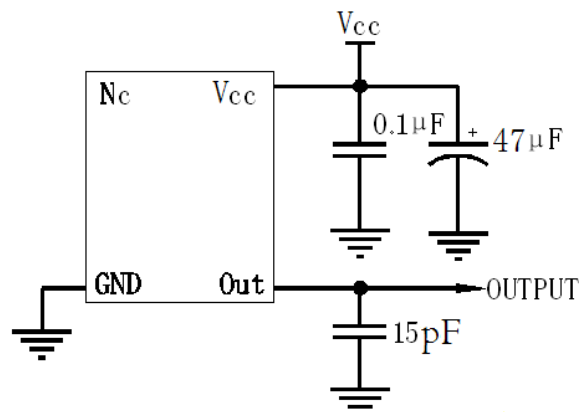 Vcc
Nc Vcc
0.1μF
+
47μF
GND Out
OUTPUT
15pF